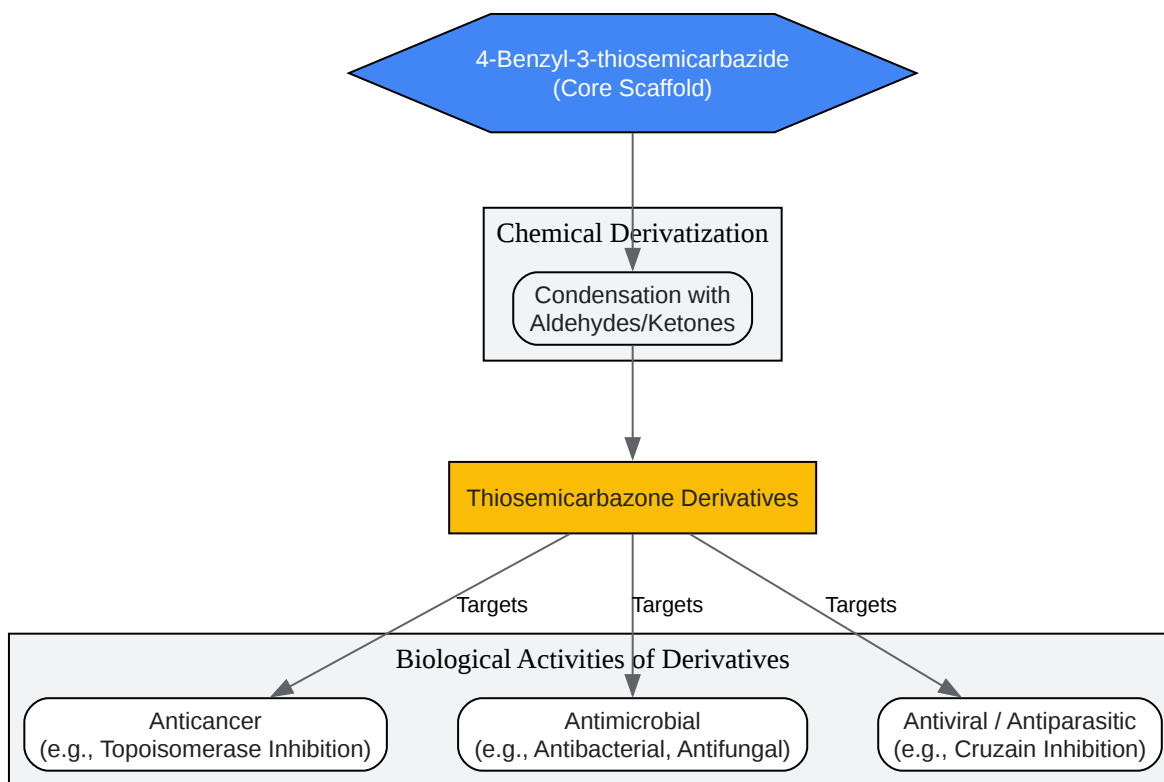 4-Benzyl-3-thiosemicarbazide
(Core Scaffold)
Chemical Derivatization
Condensation with
Aldehydes/Ketones
Thiosemicarbazone Derivatives
Targets
Targets
Targets
Biological Activities of Derivatives
Anticancer
(e.g., Topoisomerase Inhibition)
Antimicrobial
(e.g., Antibacterial, Antifungal)
Antiviral / Antiparasitic
(e.g., Cruzain Inhibition)